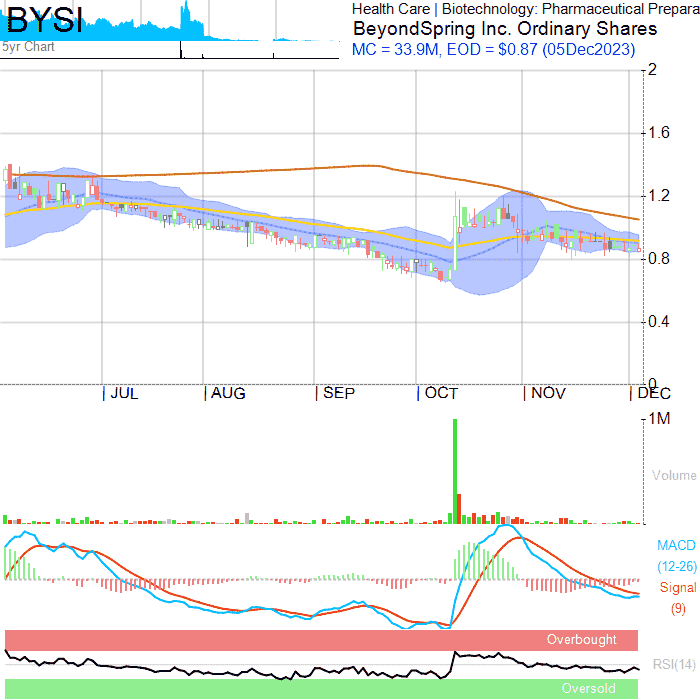 BYSI
5yr Chart
Health Care | Biotechnology: Pharmaceutical Prepara
BeyondSpring Inc. Ordinary Shares
MC = 33.9M, EOD = $0.87 (05Dec2023)
2
1.6
1.2
0.8
0.4
0
JUL AUG SEP OCT NOV DEC
1M
Volume
MACD
(12-26)
Signal
(9)
Overbought
RSI(14)
Oversold